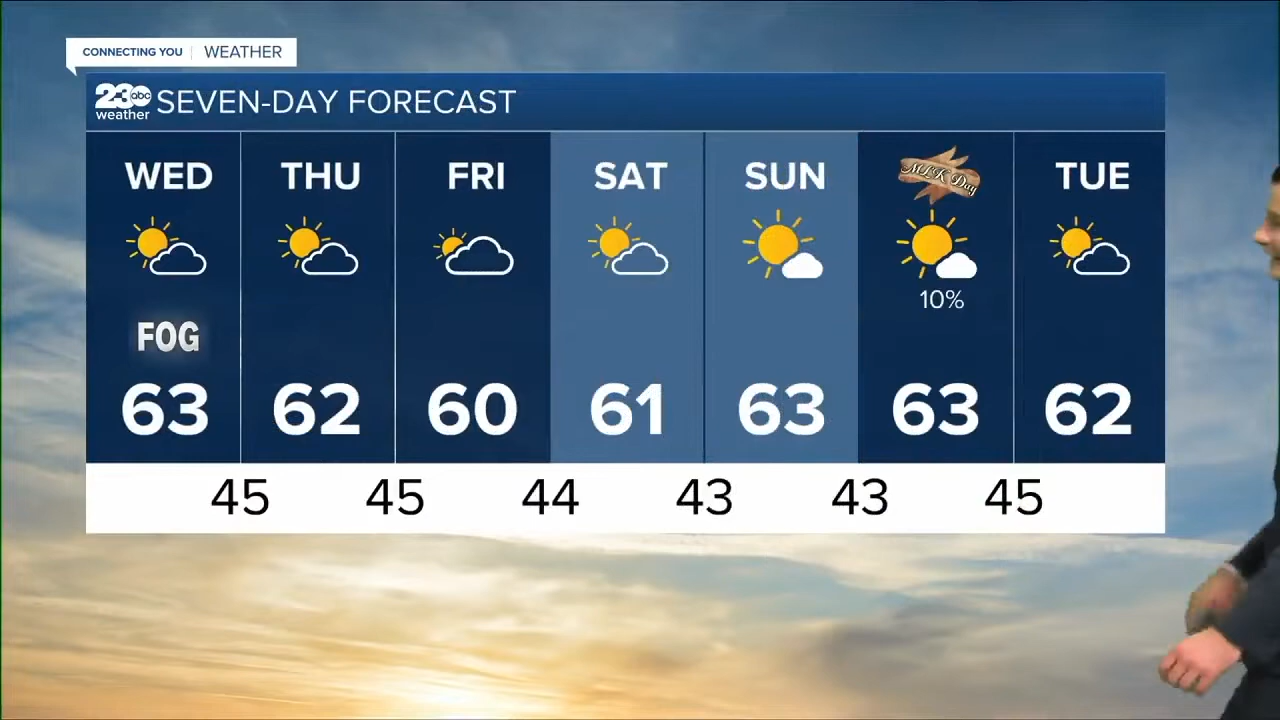 CONNECTING YOU | WEATHER
23 abc
weather
SEVEN-DAY FORECAST
WED THU FRI SAT SUN MLK Day TUE
10%
FOG
63 62 60 61 63 63 62
45 45 44 43 43 45